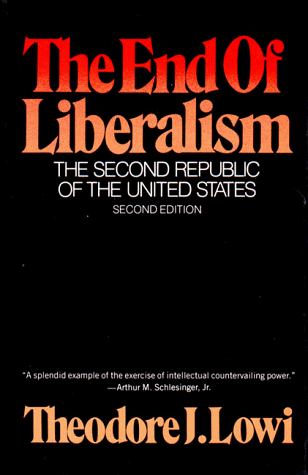 The End Of
Liberalism
THE SECOND REPUBLIC
OF THE UNITED STATES
SECOND EDITION
"A splendid example of the exercise of intellectual countervailing power."
—Arthur M. Schlesinger, Jr.
Theodore J. Lowi